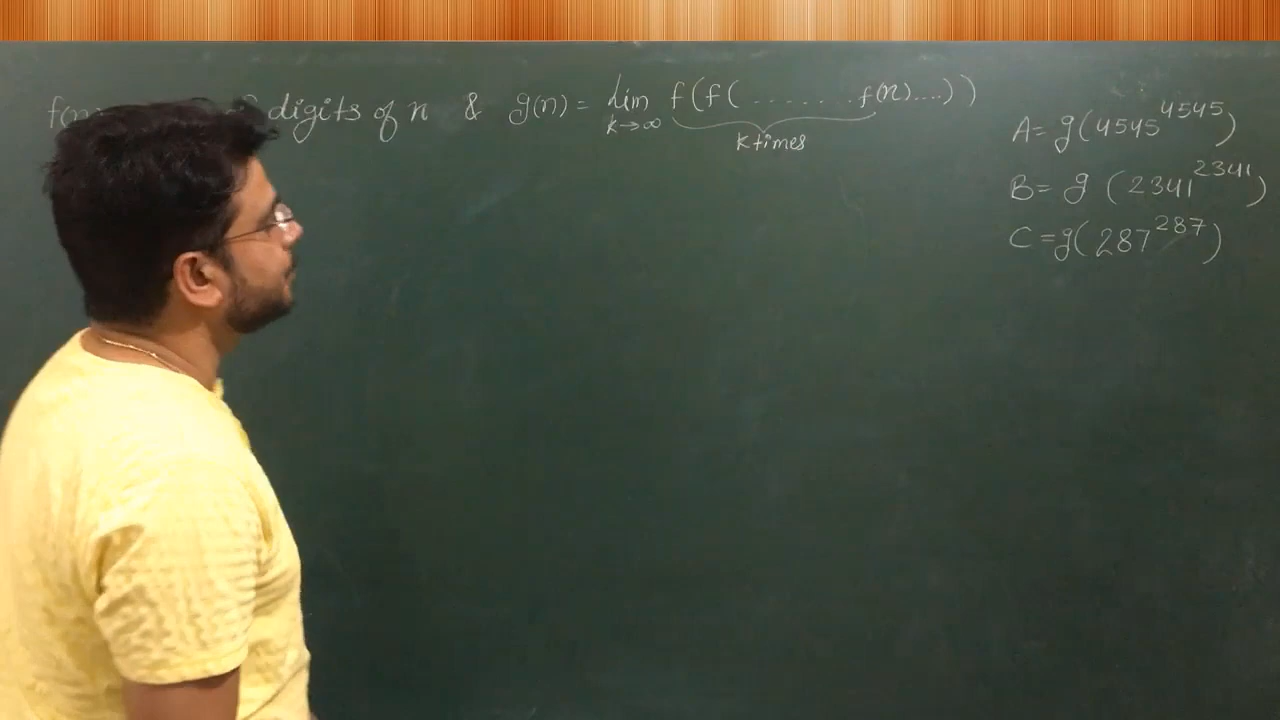 f(n) digits of n & g(n) = lim k→∞ f(f(.......f(n)....))
k times
A = g(4545^4545)
B = g(2341^2341)
C = g(287^287)